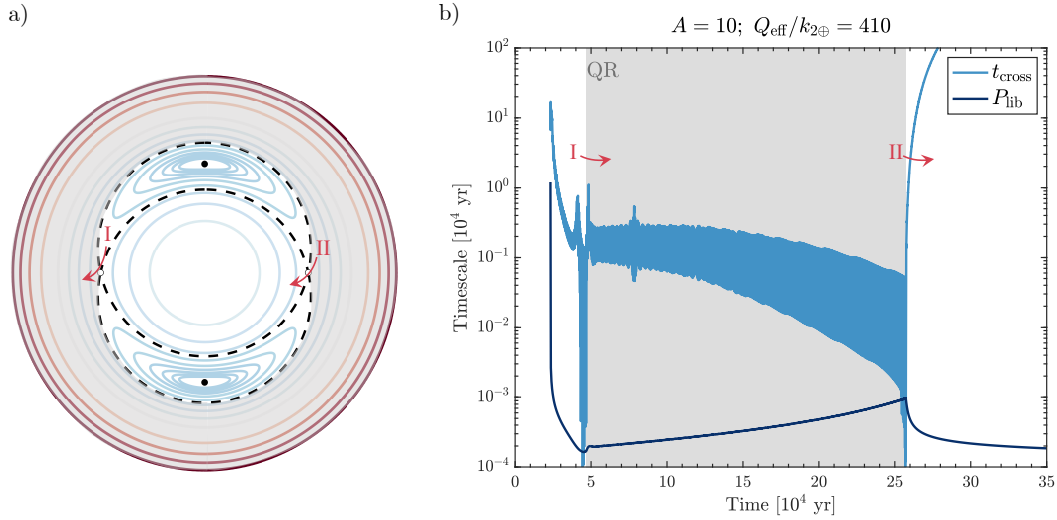 a)
I
II
b)
A = 10; Q_eff/k_2⊕ = 410
QR
t_cross
P_lib
I
II
Timescale [10^4 yr]
10^2
10^1
10^0
10^-1
10^-2
10^-3
10^-4
0 5 10 15 20 25 30 35
Time [10^4 yr]